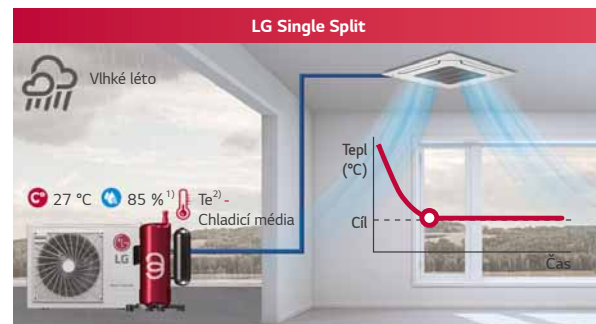 LG Single Split
Vlhké léto
C° 27 °C 85 %1) Te2) -
Chladicí média
LG
Tepl
(°C)
Cíl
Čas